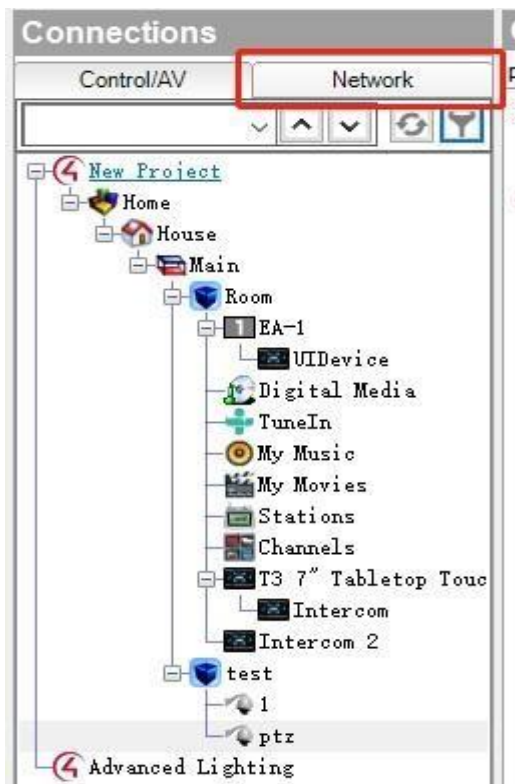 Connections
Control/AV Network
New Project
Home
House
Main
Room
1 EA-1
UIDevice
Digital Media
TuneIn
My Music
My Movies
Stations
Channels
T3 7" Tabletop Touc
Intercom
Intercom 2
test
1
ptz
Advanced Lighting